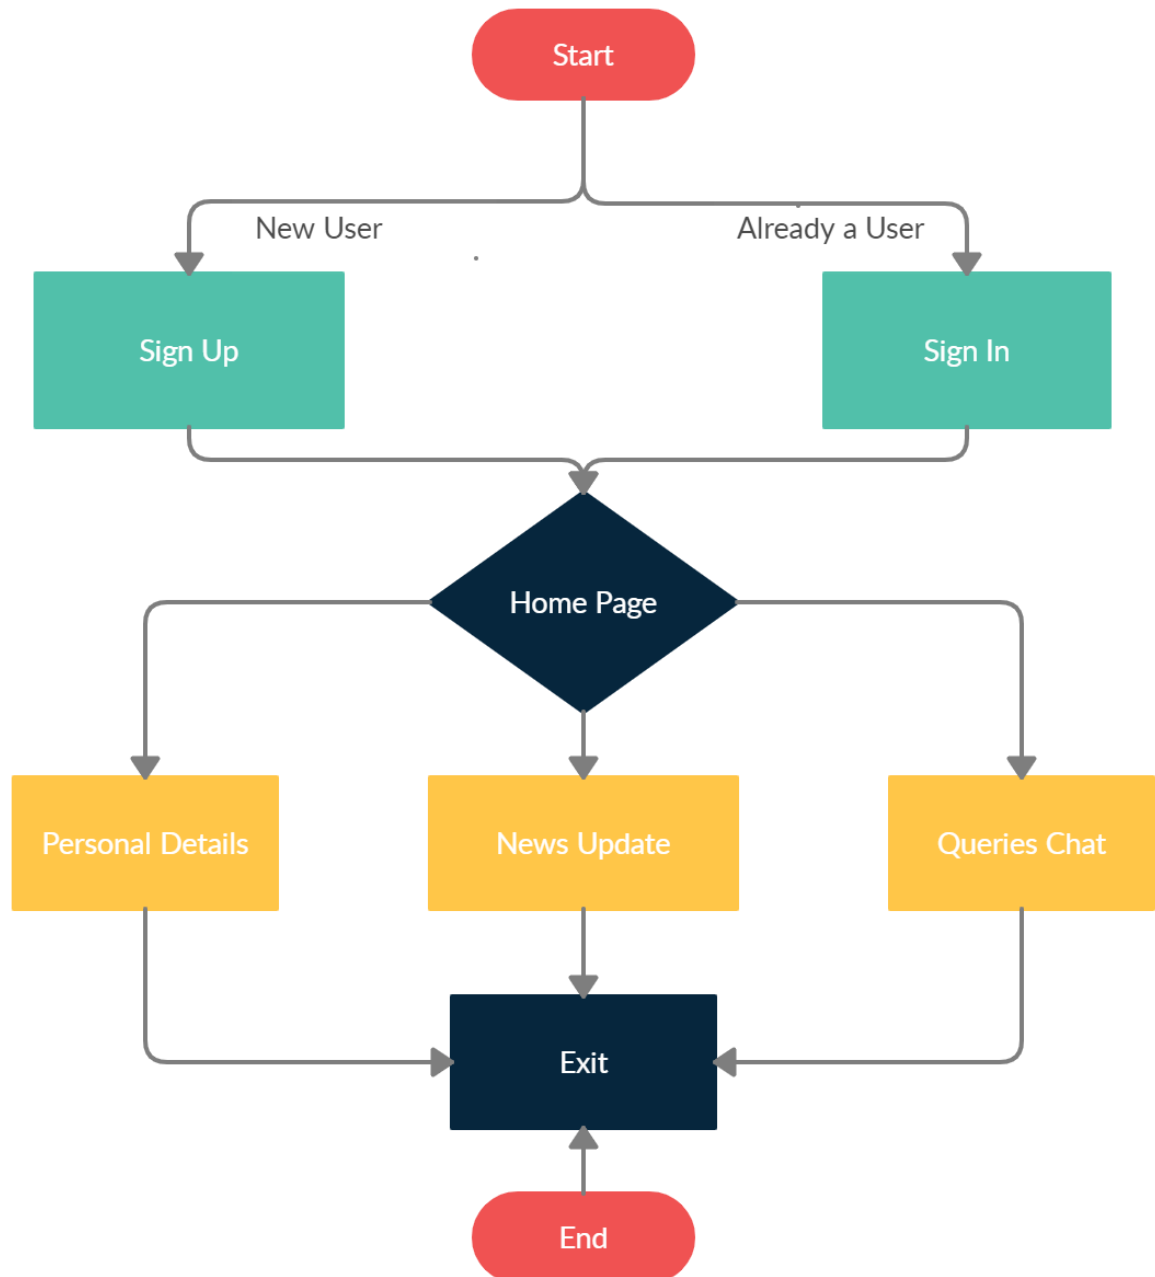 Start
New User
Already a User
Sign Up
Sign In
Home Page
Personal Details
News Update
Queries Chat
Exit
End